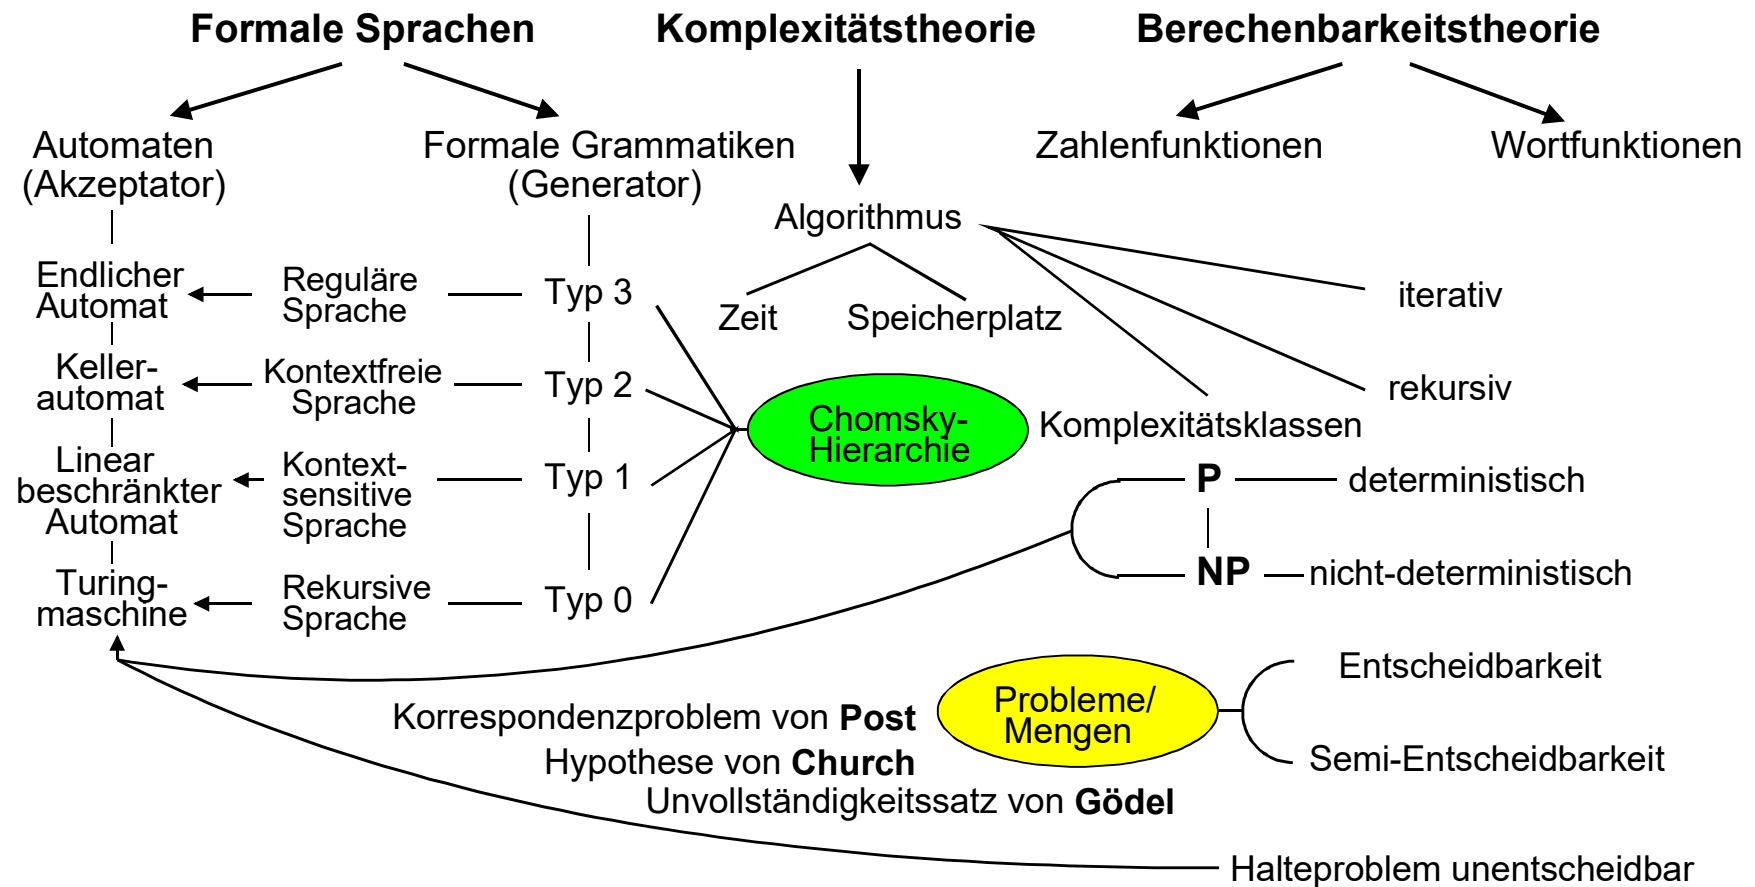 Formale Sprachen
Komplexitätstheorie
Berechenbarkeitstheorie
Automaten
(Akzeptator)
Formale Grammatiken
(Generator)
Zahlenfunktionen
Wortfunktionen
Algorithmus
Endlicher
Automat
Reguläre
Sprache
Typ 3
Zeit
Speicherplatz
iterativ
Keller-
automat
Kontextfreie
Sprache
Typ 2
rekursiv
Chomsky-
Hierarchie
Komplexitätsklassen
Linear
beschränkter
Automat
Kontext-
sensitive
Sprache
Typ 1
P
deterministisch
NP
nicht-deterministisch
Turing-
maschine
Rekursive
Sprache
Typ 0
Korrespondenzproblem von Post
Hypothese von Church
Unvollständigkeitssatz von Gödel
Probleme/
Mengen
Entscheidbarkeit
Semi-Entscheidbarkeit
Halteproblem unentscheidbar